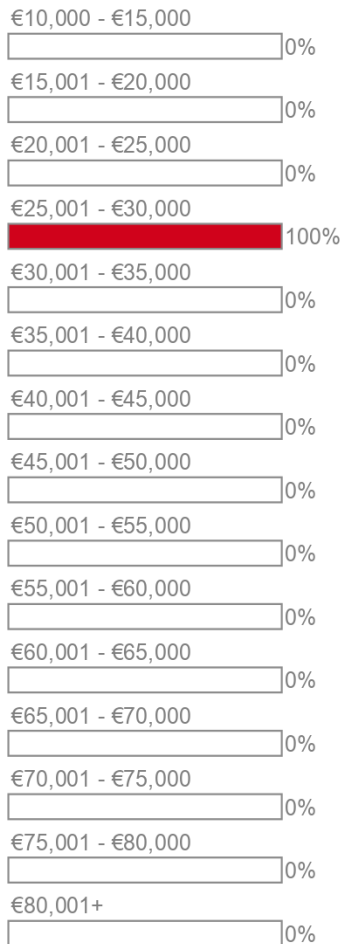 €10,000 - €15,000
0%
€15,001 - €20,000
0%
€20,001 - €25,000
0%
€25,001 - €30,000
100%
€30,001 - €35,000
0%
€35,001 - €40,000
0%
€40,001 - €45,000
0%
€45,001 - €50,000
0%
€50,001 - €55,000
0%
€55,001 - €60,000
0%
€60,001 - €65,000
0%
€65,001 - €70,000
0%
€70,001 - €75,000
0%
€75,001 - €80,000
0%
€80,001+
0%